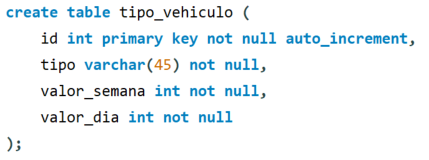 create table tipo_vehiculo (
    id int primary key not null auto_increment,
    tipo varchar(45) not null,
    valor_semana int not null,
    valor_dia int not null
);